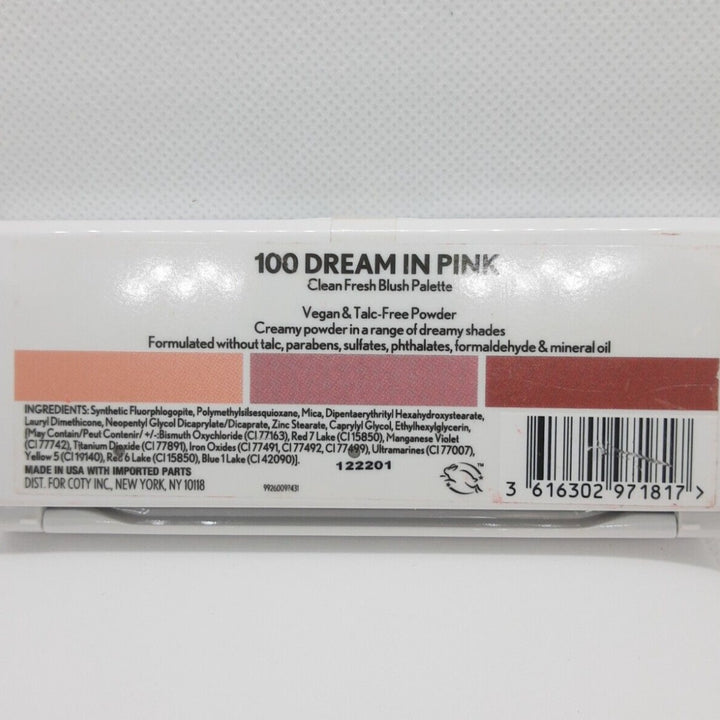 100 DREAM IN PINK
Clean Fresh Blush Palette
Vegan & Talc-Free Powder
Creamy powder in a range of dreamy shades
Formulated without talc, parabens, sulfates, phthalates, formaldehyde & mineral oil
INGREDIENTS: Synthetic Fluorphlogopite, Polymethylsilsesquioxane, Mica, Dipentaerythrityl Hexahydroxystearate,
Lauryl Dimethicone, Neopentyl Glycol Dicaprylate/Dicaprate, Zinc Stearate, Caprylyl Glycol, Ethylhexylglycerin,
[May Contain/Peut Contenir/+/-:Bismuth Oxychloride (CI 77163), Red 7 Lake (CI 15850), Manganese Violet
(CI 77742), Titanium Dioxide (CI 77891), Iron Oxides (CI 77491, CI 77492, CI 77499), Ultramarines (CI 77007),
Yellow 5 (CI 19140), Red 6 Lake (CI 15850), Blue 1 Lake (CI 42090)].
MADE IN USA WITH IMPORTED PARTS
DIST. FOR COTY INC., NEW YORK, NY 10118
99260097431
122201
TM
3 616302 971817 >